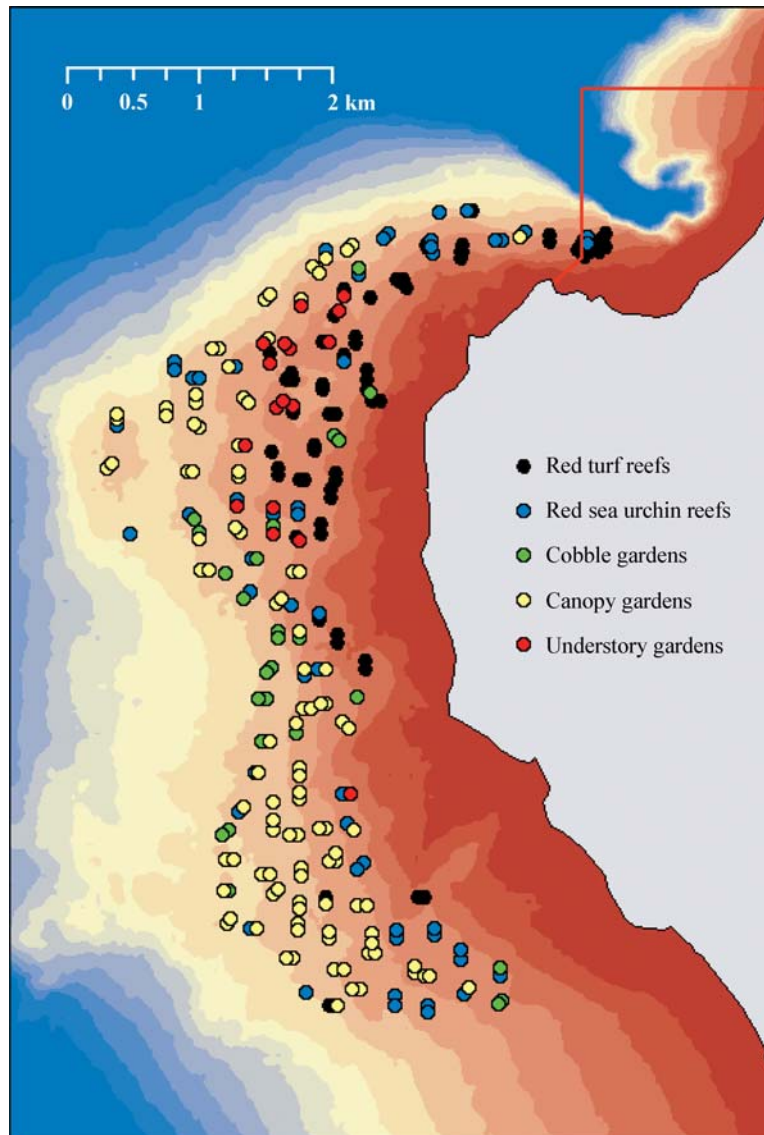 0 0.5 1 2 km
Red turf reefs
Red sea urchin reefs
Cobble gardens
Canopy gardens
Understory gardens